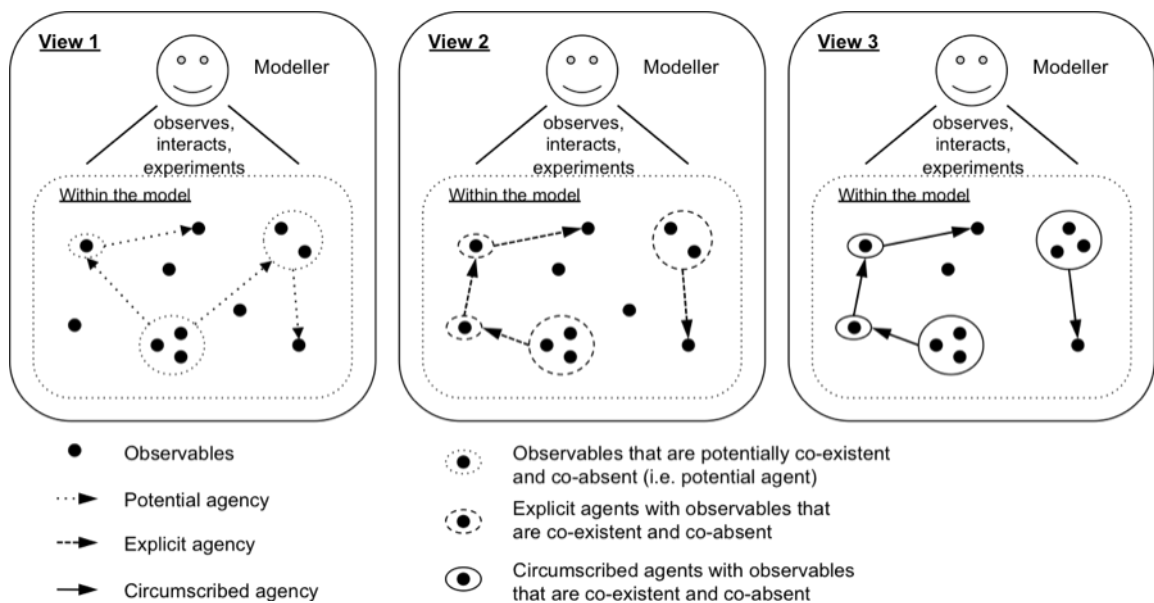 View 1
Modeller
observes,
interacts,
experiments
Within the model
View 2
Modeller
observes,
interacts,
experiments
Within the model
View 3
Modeller
observes,
interacts,
experiments
Within the model
Observables
Potential agency
Explicit agency
Circumscribed agency
Observables that are potentially co-existent
and co-absent (i.e. potential agent)
Explicit agents with observables that
are co-existent and co-absent
Circumscribed agents with observables
that are co-existent and co-absent